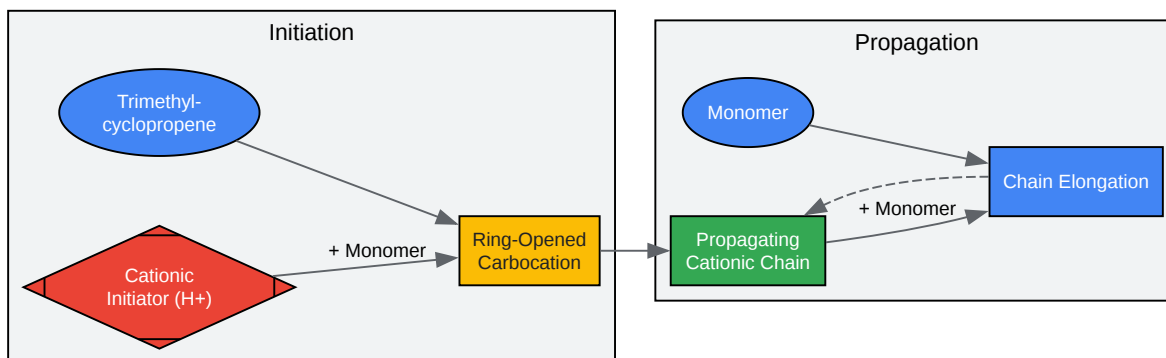 Initiation
Trimethyl-
cyclopropene
Cationic
Initiator (H+)
+ Monomer
Ring-Opened
Carbocation
Propagation
Monomer
Chain Elongation
+ Monomer
Propagating
Cationic Chain